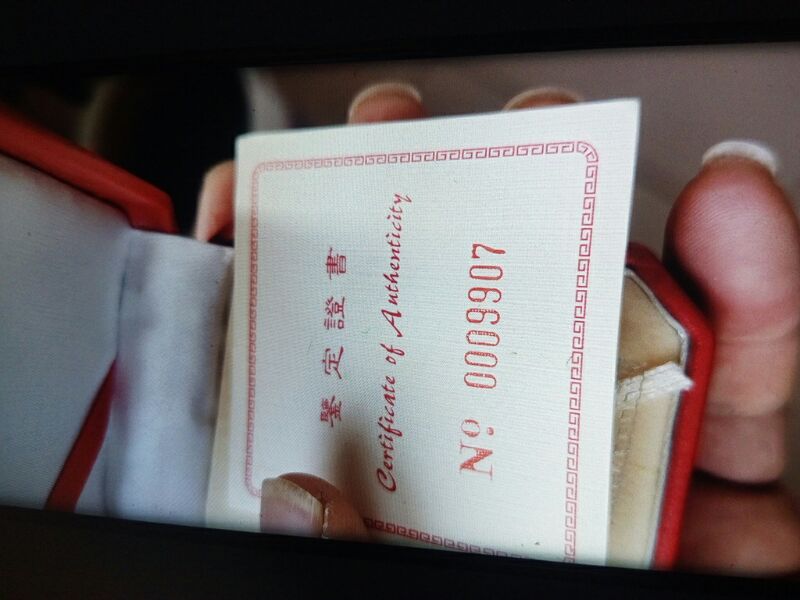 鑒定證書
Certificate of Authenticity
No. 0009907